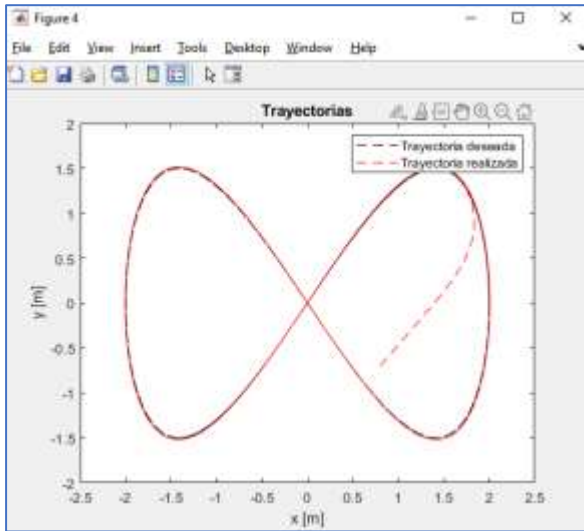 Figure 4
File Edit View Insert Tools Desktop Window Help
Trayectorias
Trayectoria deseada
Trayectoria realizada
2
1.5
1
0.5
0
-0.5
-1
-1.5
-2
y [m]
-2.5 -2 -1.5 -1 -0.5 0 0.5 1 1.5 2 2.5
x [m]